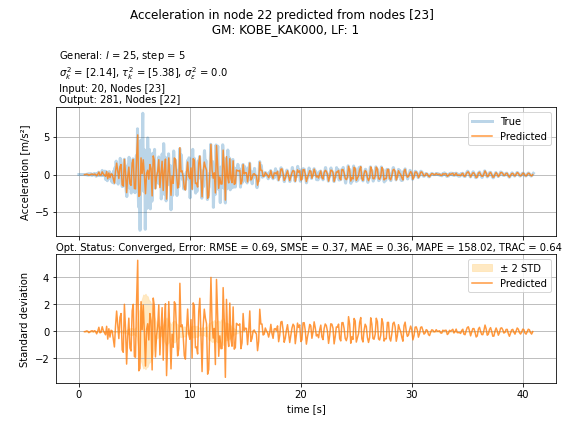 Acceleration in node 22 predicted from nodes [23]
GM: KOBE_KAK000, LF: 1
General: l = 25, step = 5
σ²ₖ = [2.14], τ²ₖ = [5.38], σ²ε = 0.0
Input: 20, Nodes [23]
Output: 281, Nodes [22]
Acceleration [m/s²]
5
0
−5
True
Predicted
Opt. Status: Converged, Error: RMSE = 0.69, SMSE = 0.37, MAE = 0.36, MAPE = 158.02, TRAC = 0.64
Standard deviation
4
2
0
−2
± 2 STD
Predicted
0 10 20 30 40
time [s]